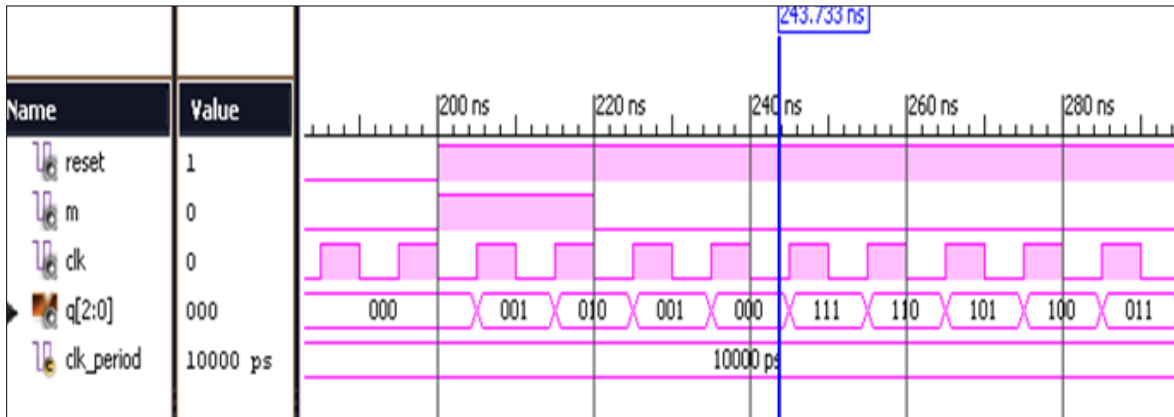 243.733 ns
Name Value 200 ns 220 ns 240 ns 260 ns 280 ns
reset 1
m 0
clk 0
q[2:0] 000 000 001 010 001 000 111 110 101 100 011
clk_period 10000 ps 10000 ps